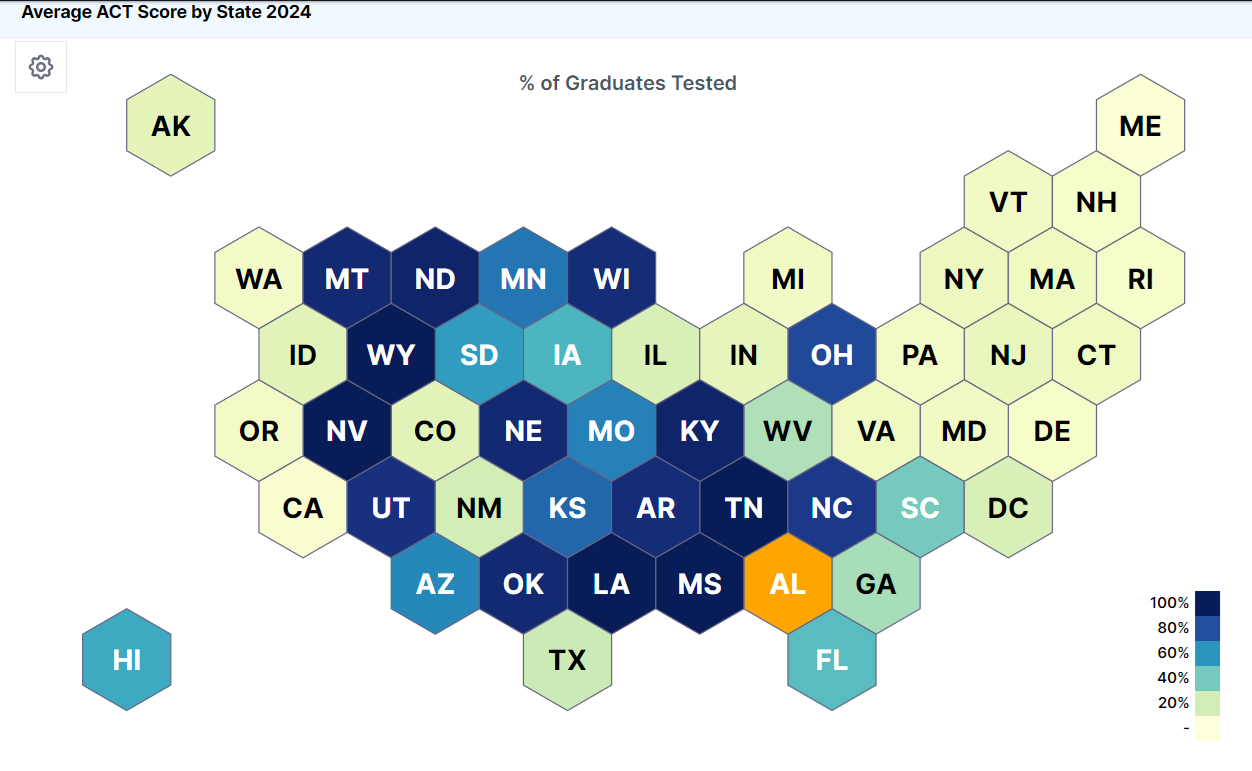 Average ACT Score by State 2024
% of Graduates Tested
AK
ME
VT NH
WA MT ND MN WI MI NY MA RI
ID WY SD IA IL IN OH PA NJ CT
OR NV CO NE MO KY WV VA MD DE
CA UT NM KS AR TN NC SC DC
AZ OK LA MS AL GA
HI TX FL
100%
80%
60%
40%
20%
-